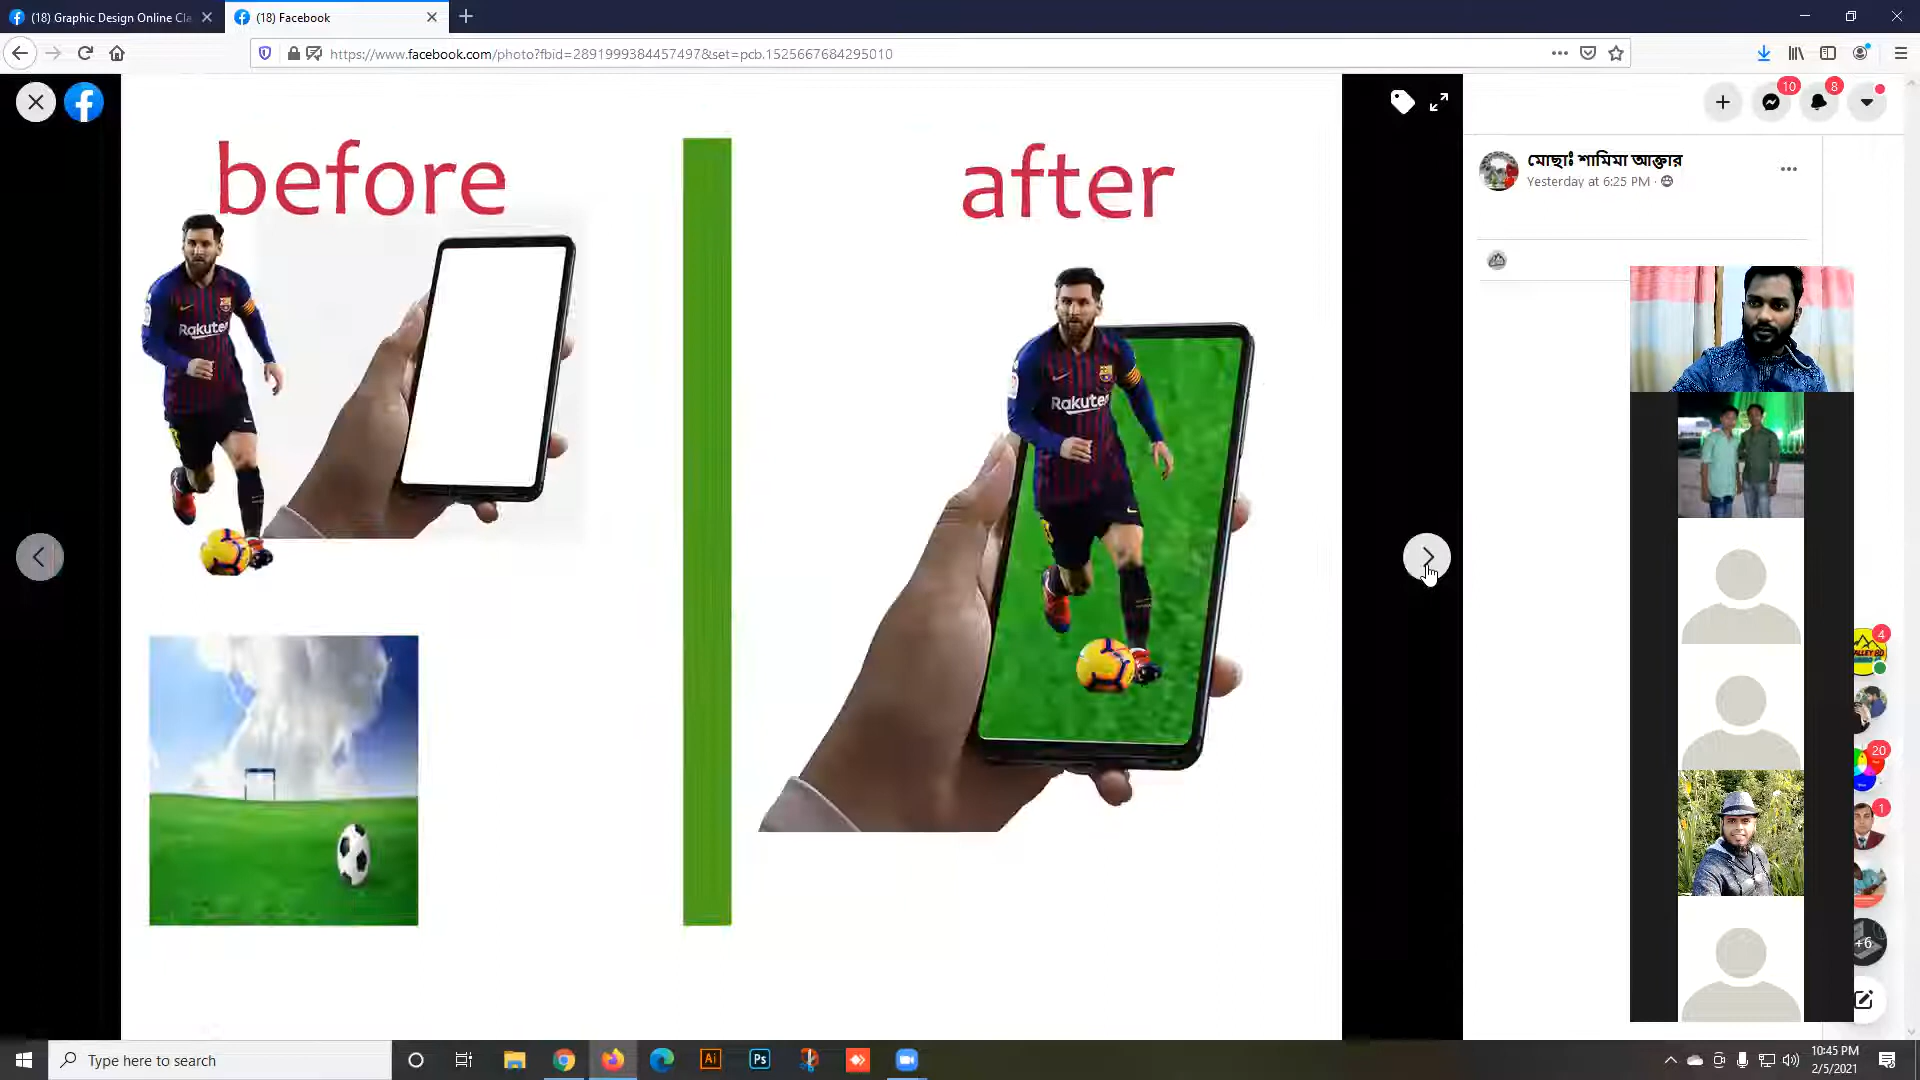 (18) Graphic Design Online Cla
(18) Facebook
https://www.facebook.com/photo?fbid=2891999384457497&set=pcb.1525667684295010
10
8
before
after
Rakuten
Rakuten
মোছাঃ শামিমা আক্তার
Yesterday at 6:25 PM
4
20
1
+6
Type here to search
Ai
Ps
10:45 PM
2/5/2021